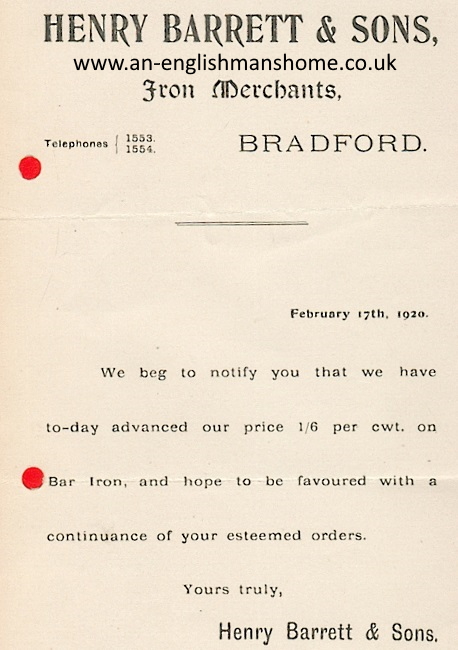 HENRY BARRETT & SONS,
www.an-englishmanshome.co.uk
Iron Merchants,
Telephones { 1553.
1554.
BRADFORD.
February 17th, 1920.
We beg to notify you that we have
to-day advanced our price 1/6 per cwt. on
Bar Iron, and hope to be favoured with a
continuance of your esteemed orders.
Yours truly,
Henry Barrett & Sons.